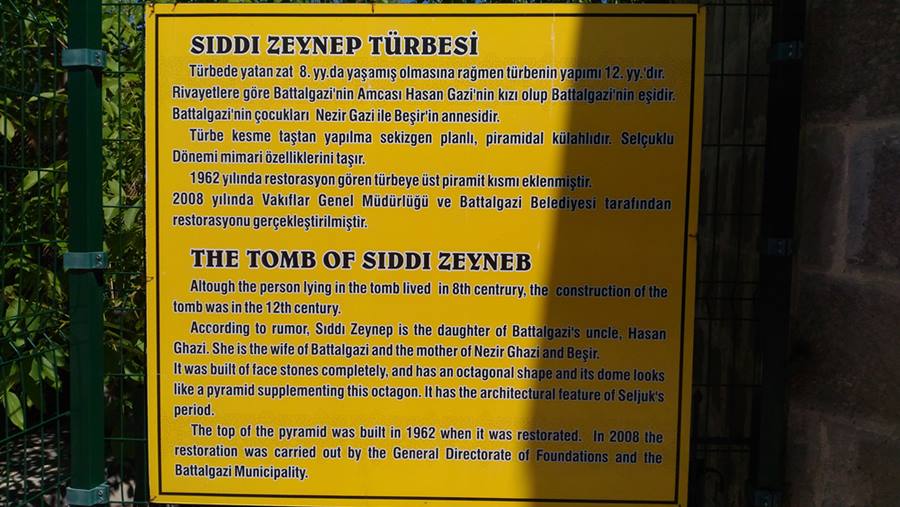 SIDDI ZEYNEP TÜRBESİ
Türbede yatan zat 8. yy.da yaşamış olmasına rağmen türbenin yapımı 12. yy.'dır.
Rivayetlere göre Battalgazi'nin Amcası Hasan Gazi'nin kızı olup Battalgazi'nin eşidir.
Battalgazi'nin çocukları Nezir Gazi ile Beşir'in annesidir.
Türbe kesme taştan yapılma sekizgen planlı, piramidal külahlıdır. Selçuklu
Dönemi mimari özelliklerini taşır.
1962 yılında restorasyon gören türbeye üst piramit kısmı eklenmiştir.
2008 yılında Vakıflar Genel Müdürlüğü ve Battalgazi Belediyesi tarafından
restorasyonu gerçekleştirilmiştir.
THE TOMB OF SIDDI ZEYNEB
Altough the person lying in the tomb lived in 8th centrury, the construction of the
tomb was in the 12th century.
According to rumor, Sıddı Zeynep is the daughter of Battalgazi's uncle, Hasan
Ghazi. She is the wife of Battalgazi and the mother of Nezir Ghazi and Beşir.
It was built of face stones completely, and has an octagonal shape and its dome looks
like a pyramid supplementing this octagon. It has the architectural feature of Seljuk's
period.
The top of the pyramid was built in 1962 when it was restorated. In 2008 the
restoration was carried out by the General Directorate of Foundations and the
Battalgazi Municipality.